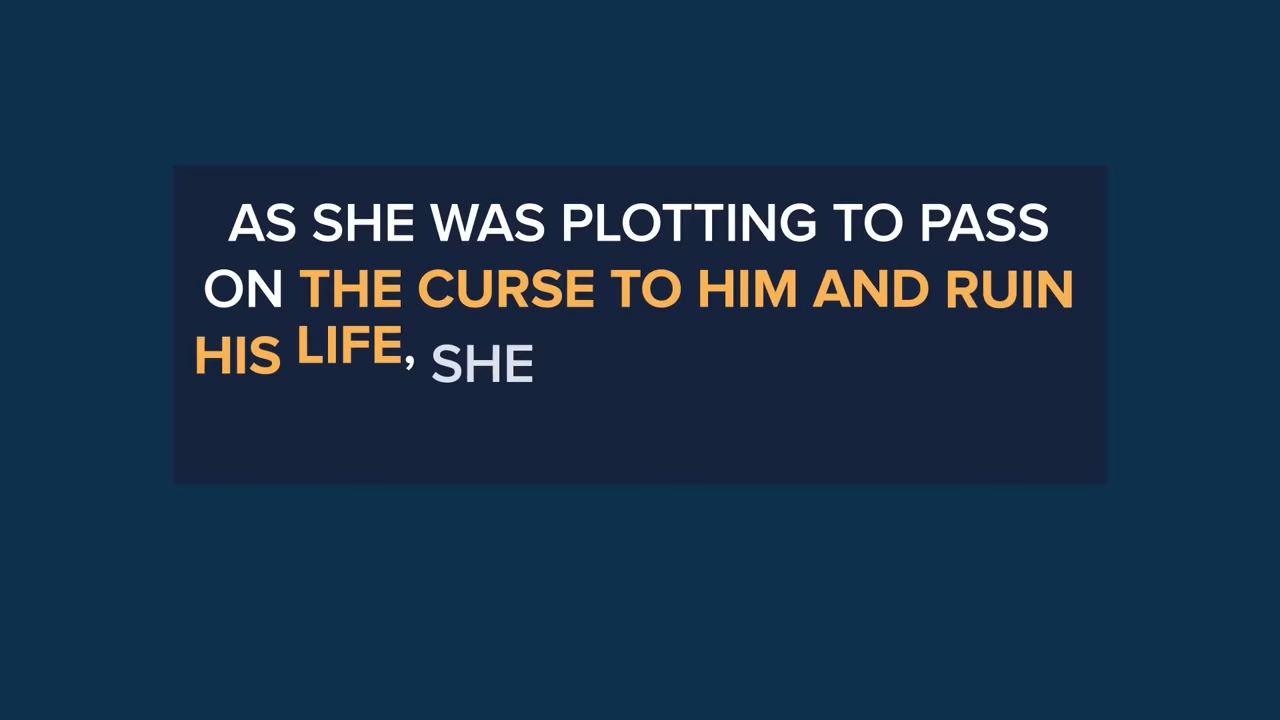 AS SHE WAS PLOTTING TO PASS
ON THE CURSE TO HIM AND RUIN
HIS LIFE, SHE